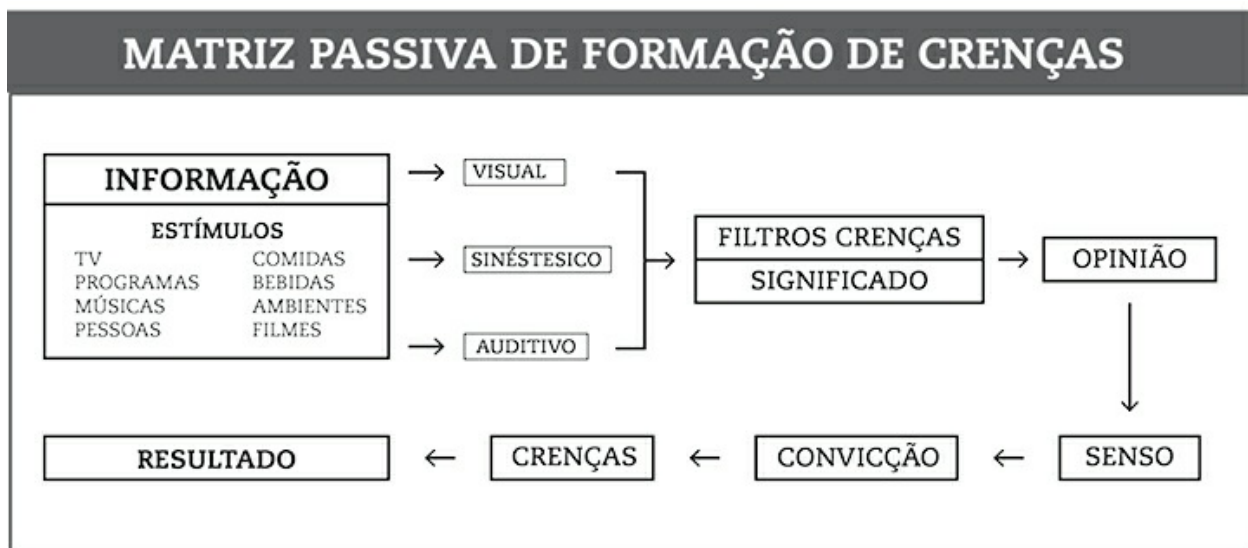 MATRIZ PASSIVA DE FORMAÇÃO DE CRENÇAS
INFORMAÇÃO
ESTÍMULOS
TV
PROGRAMAS
MÚSICAS
PESSOAS
COMIDAS
BEBIDAS
AMBIENTES
FILMES
VISUAL
SINÉSTESICO
AUDITIVO
FILTROS CRENÇAS
SIGNIFICADO
OPINIÃO
SENSO
CONVICÇÃO
CRENÇAS
RESULTADO